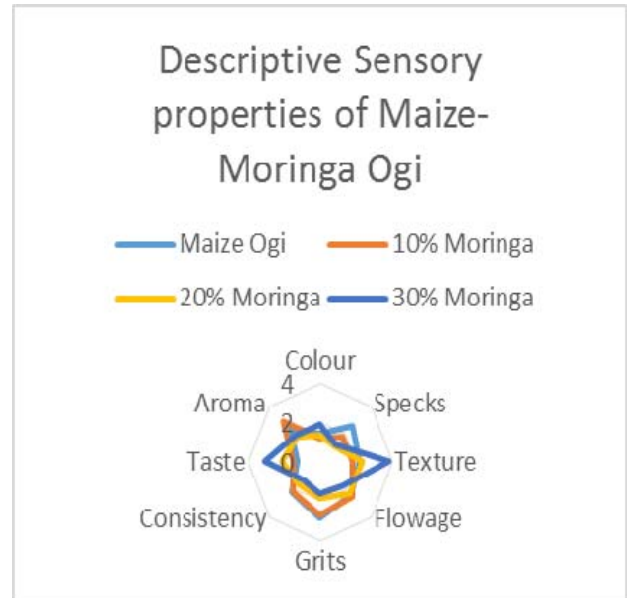 Descriptive Sensory
properties of Maize-
Moringa Ogi
Maize Ogi 10% Moringa
20% Moringa 30% Moringa
Colour
4
Aroma Specks
2
Taste 0 Texture
Consistency Flowage
Grits